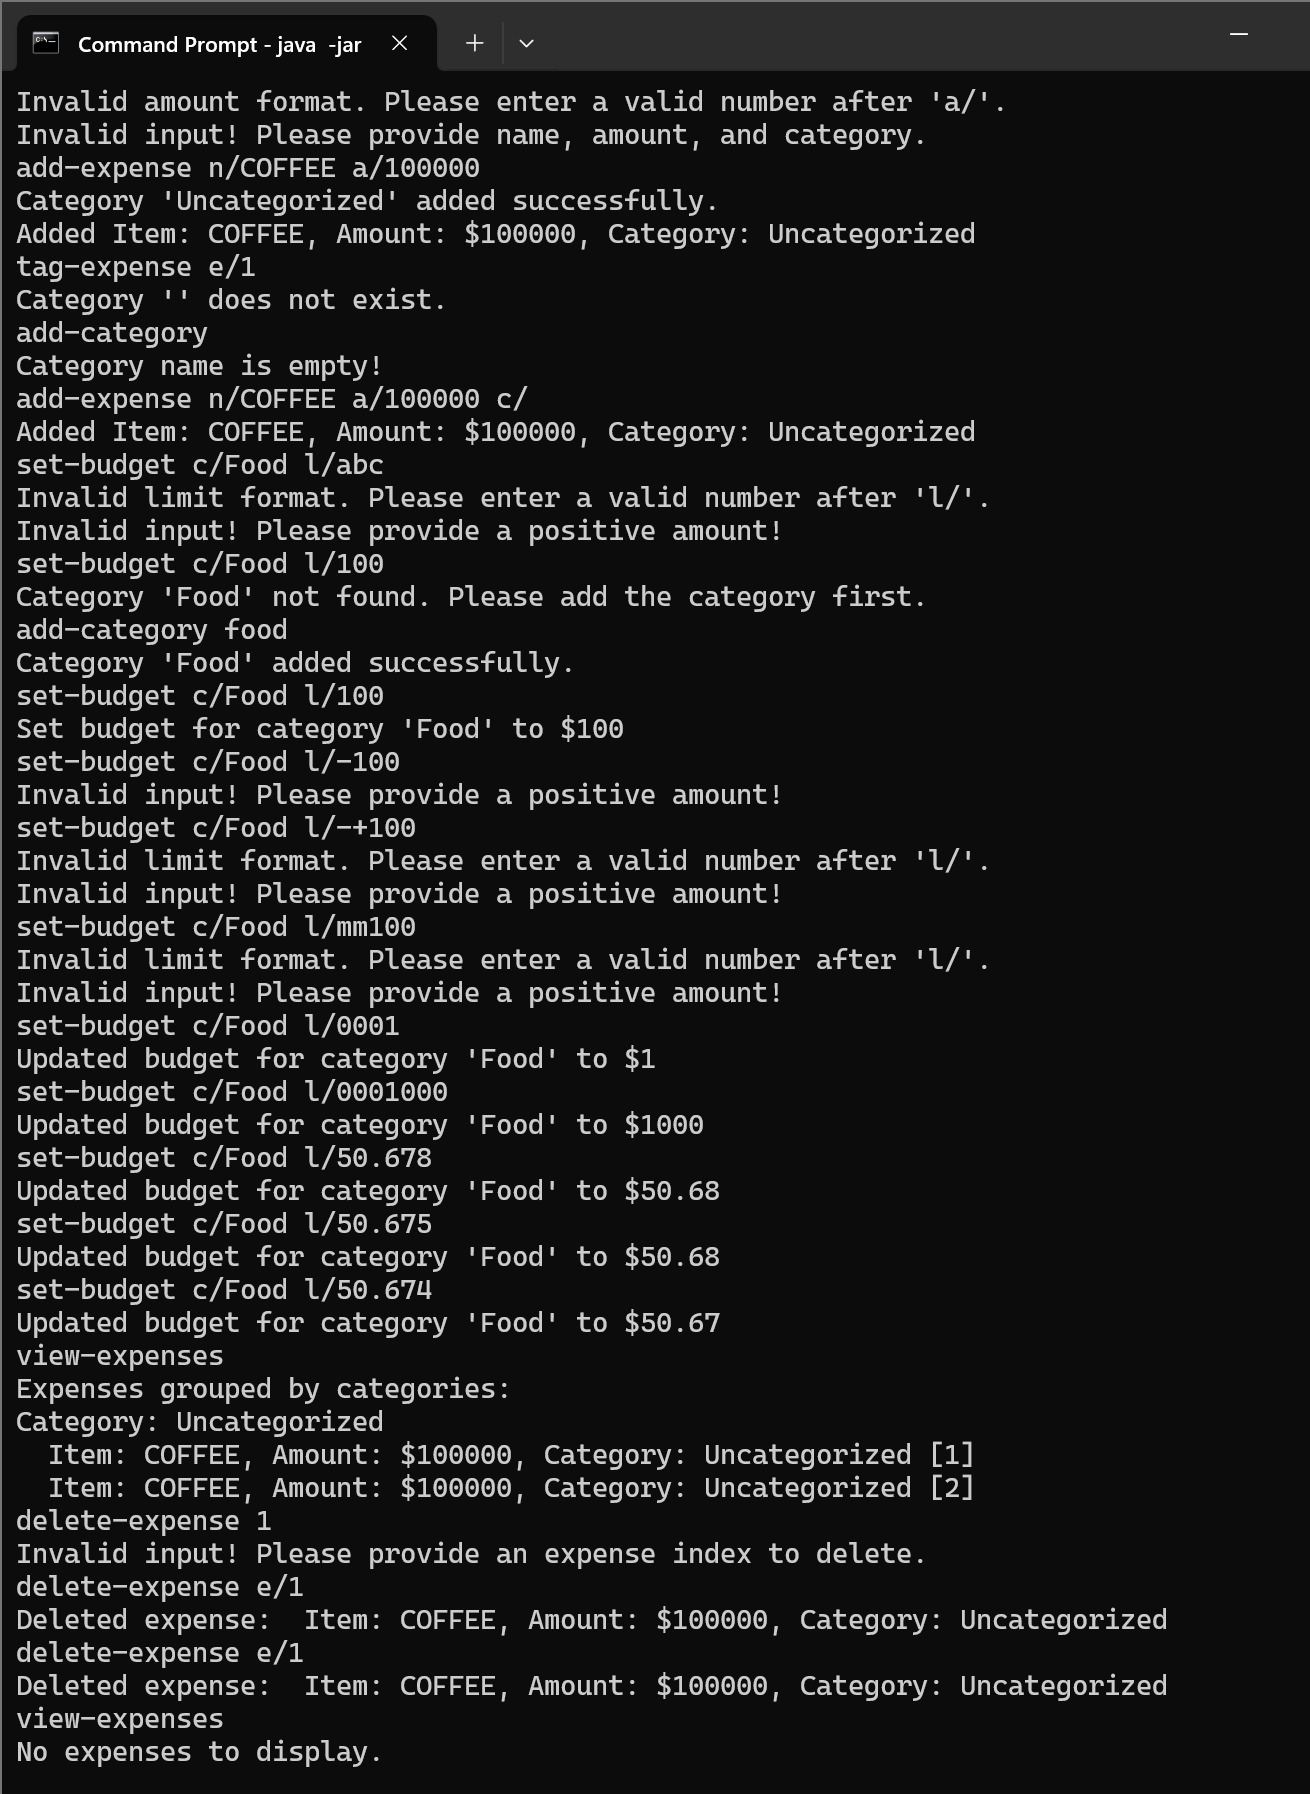 Command Prompt - java  -jar
Invalid amount format. Please enter a valid number after 'a/'.
Invalid input! Please provide name, amount, and category.
add-expense n/COFFEE a/100000
Category 'Uncategorized' added successfully.
Added Item: COFFEE, Amount: $100000, Category: Uncategorized
tag-expense e/1
Category '' does not exist.
add-category
Category name is empty!
add-expense n/COFFEE a/100000 c/
Added Item: COFFEE, Amount: $100000, Category: Uncategorized
set-budget c/Food l/abc
Invalid limit format. Please enter a valid number after 'l/'.
Invalid input! Please provide a positive amount!
set-budget c/Food l/100
Category 'Food' not found. Please add the category first.
add-category food
Category 'Food' added successfully.
set-budget c/Food l/100
Set budget for category 'Food' to $100
set-budget c/Food l/-100
Invalid input! Please provide a positive amount!
set-budget c/Food l/-+100
Invalid limit format. Please enter a valid number after 'l/'.
Invalid input! Please provide a positive amount!
set-budget c/Food l/mm100
Invalid limit format. Please enter a valid number after 'l/'.
Invalid input! Please provide a positive amount!
set-budget c/Food l/0001
Updated budget for category 'Food' to $1
set-budget c/Food l/0001000
Updated budget for category 'Food' to $1000
set-budget c/Food l/50.678
Updated budget for category 'Food' to $50.68
set-budget c/Food l/50.675
Updated budget for category 'Food' to $50.68
set-budget c/Food l/50.674
Updated budget for category 'Food' to $50.67
view-expenses
Expenses grouped by categories:
Category: Uncategorized
  Item: COFFEE, Amount: $100000, Category: Uncategorized [1]
  Item: COFFEE, Amount: $100000, Category: Uncategorized [2]
delete-expense 1
Invalid input! Please provide an expense index to delete.
delete-expense e/1
Deleted expense:  Item: COFFEE, Amount: $100000, Category: Uncategorized
delete-expense e/1
Deleted expense:  Item: COFFEE, Amount: $100000, Category: Uncategorized
view-expenses
No expenses to display.